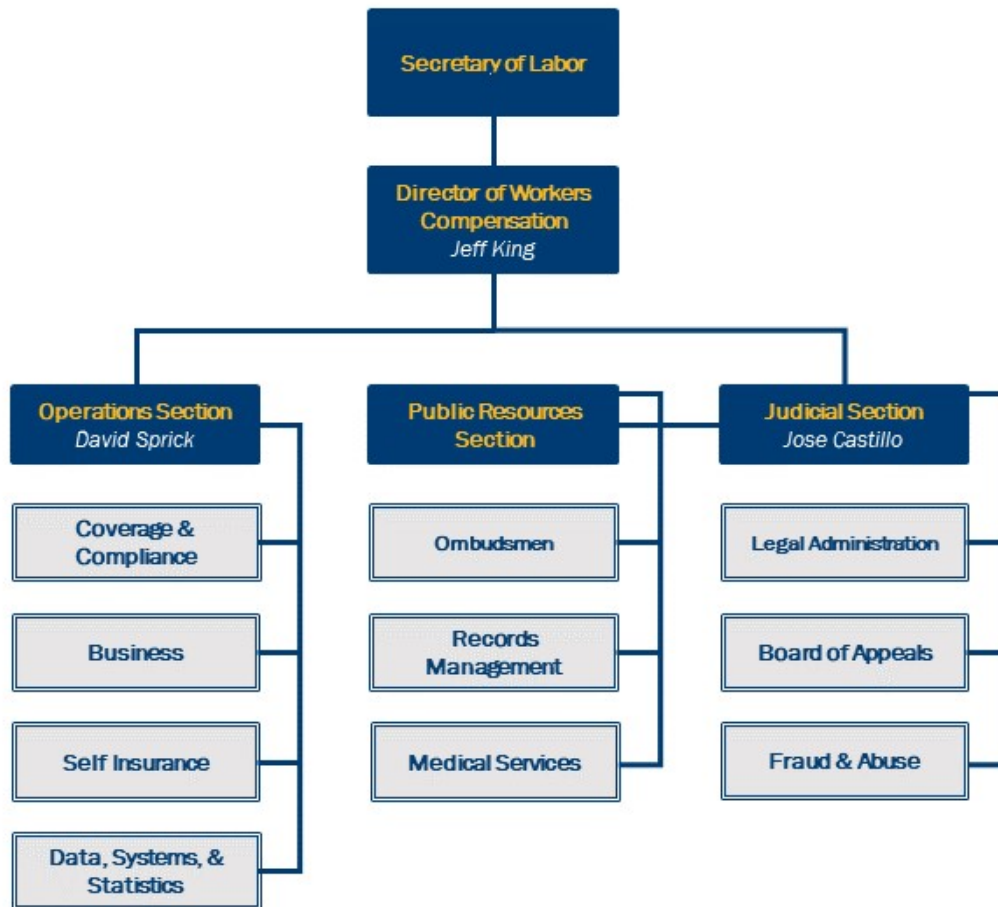 Secretary of Labor
Director of Workers
Compensation
Jeff King
Operations Section
David Sprick
Public Resources
Section
Judicial Section
Jose Castillo
Coverage &
Compliance
Business
Self Insurance
Data, Systems, &
Statistics
Ombudsmen
Records
Management
Medical Services
Legal Administration
Board of Appeals
Fraud & Abuse